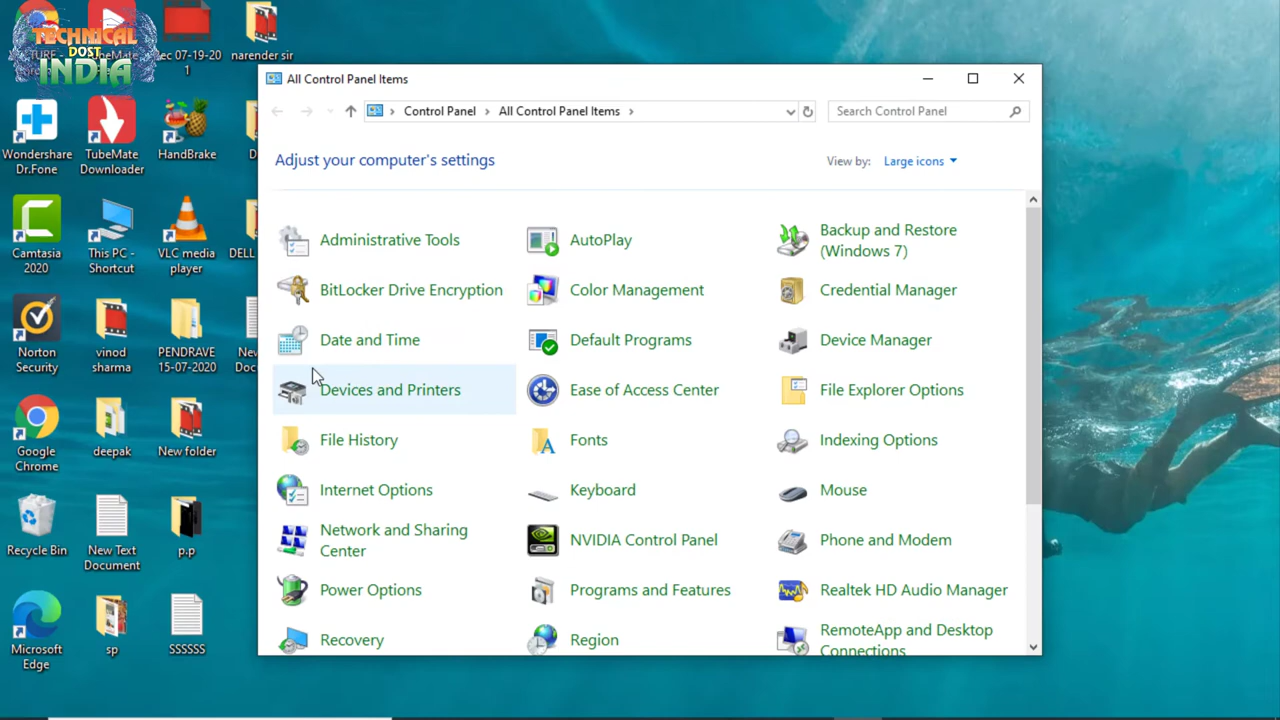 TECHNICAL
DOST
INDIA
ec 07-19-20
1
narender sir
Wondershare
Dr.Fone
TubeMate
Downloader
HandBrake
Camtasia
2020
This PC -
Shortcut
VLC media
player
DELL
Norton
Security
vinod
sharma
PENDRAVE
15-07-2020
Google
Chrome
deepak
New folder
Recycle Bin
New Text
Document
p.p
Microsoft
Edge
sp
SSSSSS
All Control Panel Items
Control Panel
All Control Panel Items
Search Control Panel
Adjust your computer's settings
View by:
Large icons
Administrative Tools
AutoPlay
Backup and Restore
(Windows 7)
BitLocker Drive Encryption
Color Management
Credential Manager
Date and Time
Default Programs
Device Manager
Devices and Printers
Ease of Access Center
File Explorer Options
File History
Fonts
Indexing Options
Internet Options
Keyboard
Mouse
Network and Sharing
Center
NVIDIA Control Panel
Phone and Modem
Power Options
Programs and Features
Realtek HD Audio Manager
Recovery
Region
RemoteApp and Desktop
Connections